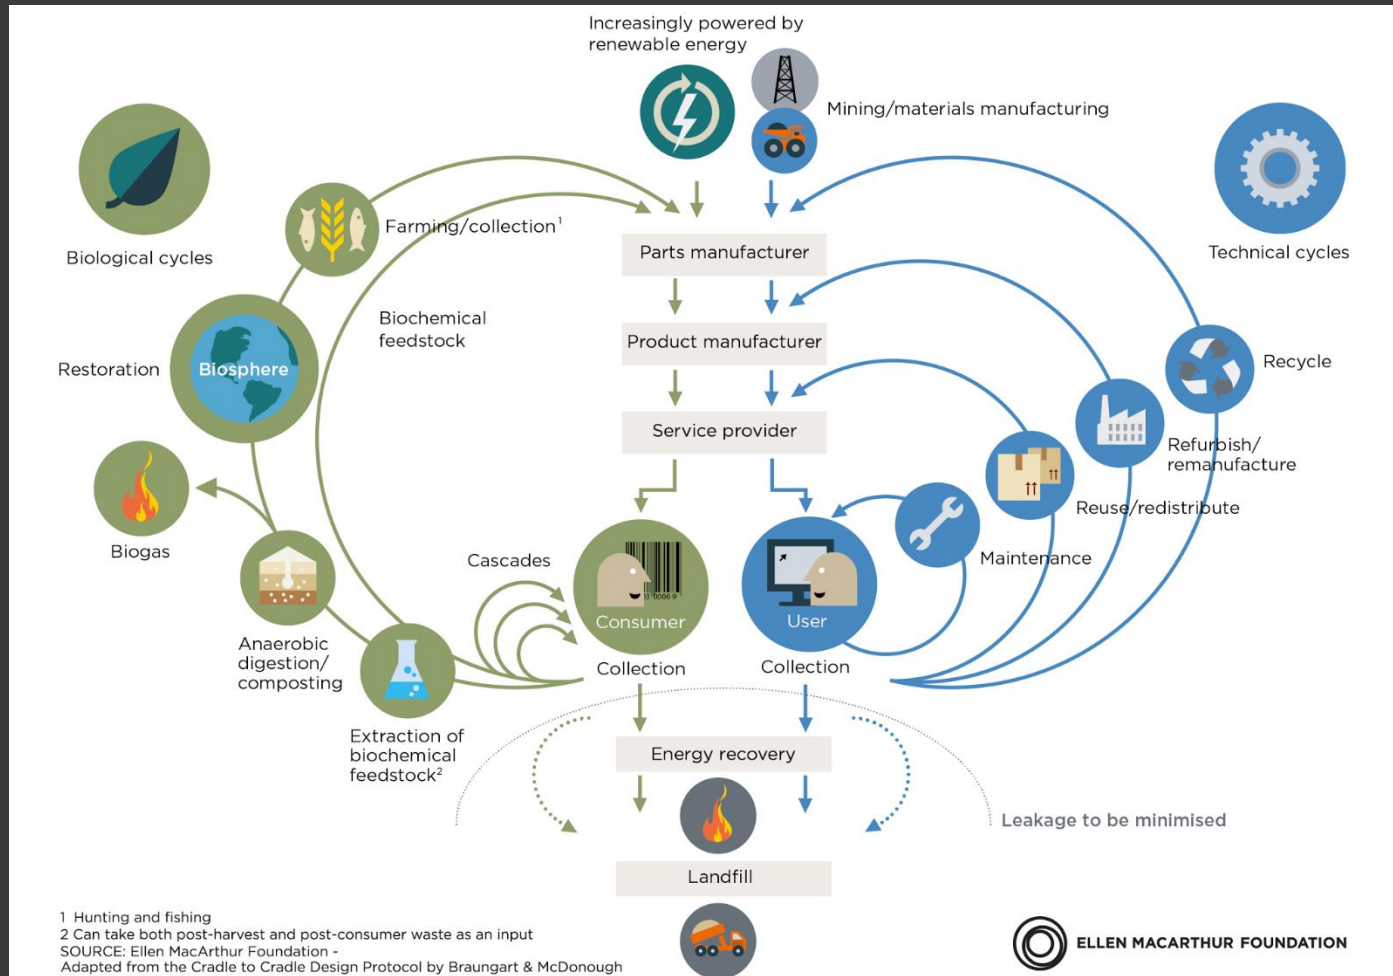 Increasingly powered by
renewable energy
Mining/materials manufacturing
Biological cycles
Technical cycles
Farming/collection¹
Parts manufacturer
Biochemical
feedstock
Product manufacturer
Restoration
Biosphere
Recycle
Service provider
Refurbish/
remanufacture
Reuse/redistribute
Biogas
Cascades
Maintenance
3 0006 9
Consumer
User
Anaerobic
digestion/
composting
Collection
Collection
Extraction of
biochemical
feedstock²
Energy recovery
Leakage to be minimised
Landfill
1 Hunting and fishing
2 Can take both post-harvest and post-consumer waste as an input
SOURCE: Ellen MacArthur Foundation -
Adapted from the Cradle to Cradle Design Protocol by Braungart & McDonough
ELLEN MACARTHUR FOUNDATION